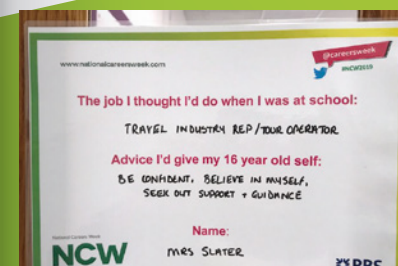 www.nationalcareersweek.com
@careersweek
#NCW2019
The job I thought I'd do when I was at school:
TRAVEL INDUSTRY REP/TOUR OPERATOR
Advice I'd give my 16 year old self:
BE CONFIDENT, BELIEVE IN MYSELF,
SEEK OUT SUPPORT + GUIDANCE
Name:
National Careers Week
NCW
MRS SLATER